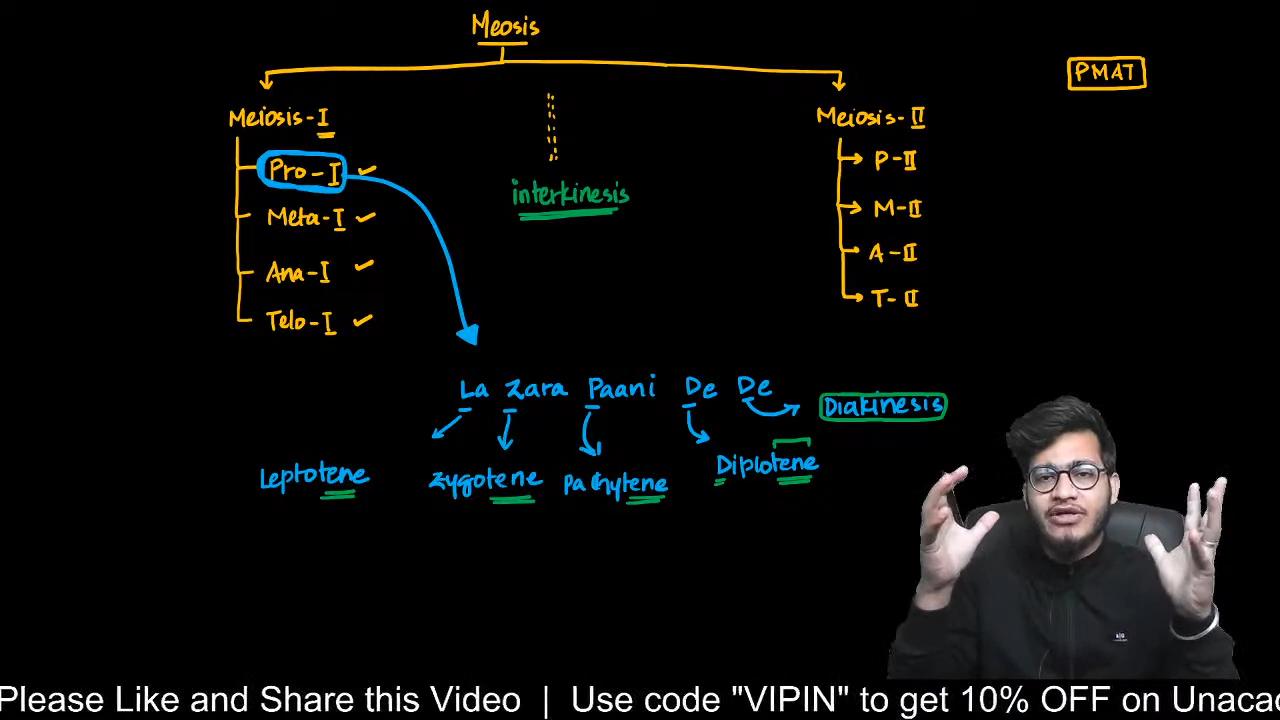 Meosis
PMAT
Meiosis-I
Meiosis-II
Pro-I
P-II
interkinesis
Meta-I
M-II
Ana-I
A-II
Telo-I
T-II
La Zara Paani De De
Diakinesis
Diplotene
Leptotene
Zygotene
Pachytene
Please Like and Share this Video | Use code "VIPIN" to get 10% OFF on Unaca